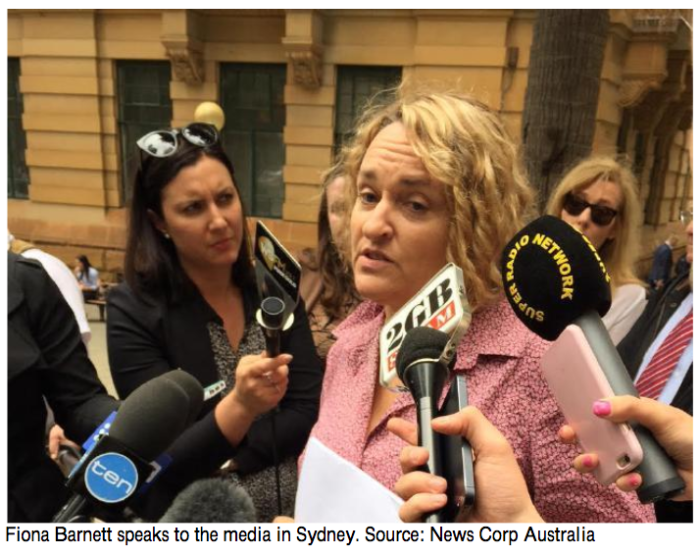 2GB
SUPER RADIO NETWORK
ten
Fiona Barnett speaks to the media in Sydney. Source: News Corp Australia